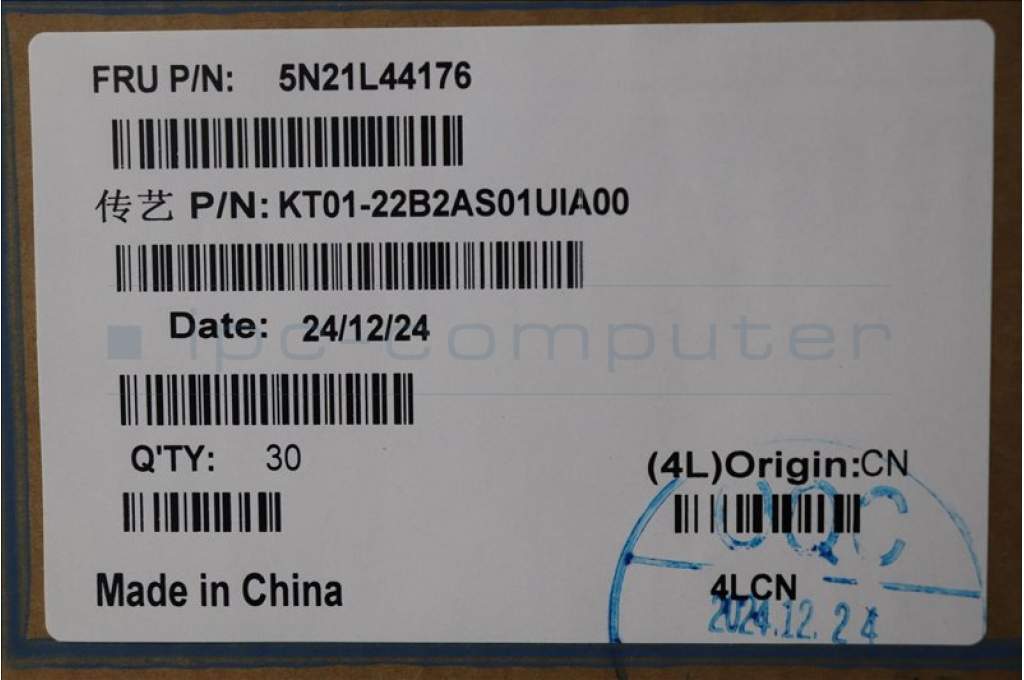 FRU P/N: 5N21L44176
传艺 P/N: KT01-22B2AS01UIA00
Date: 24/12/24
ipc-computer
Q'TY: 30
(4L)Origin:CN
OQC
4LCN
2024.12.24
Made in China